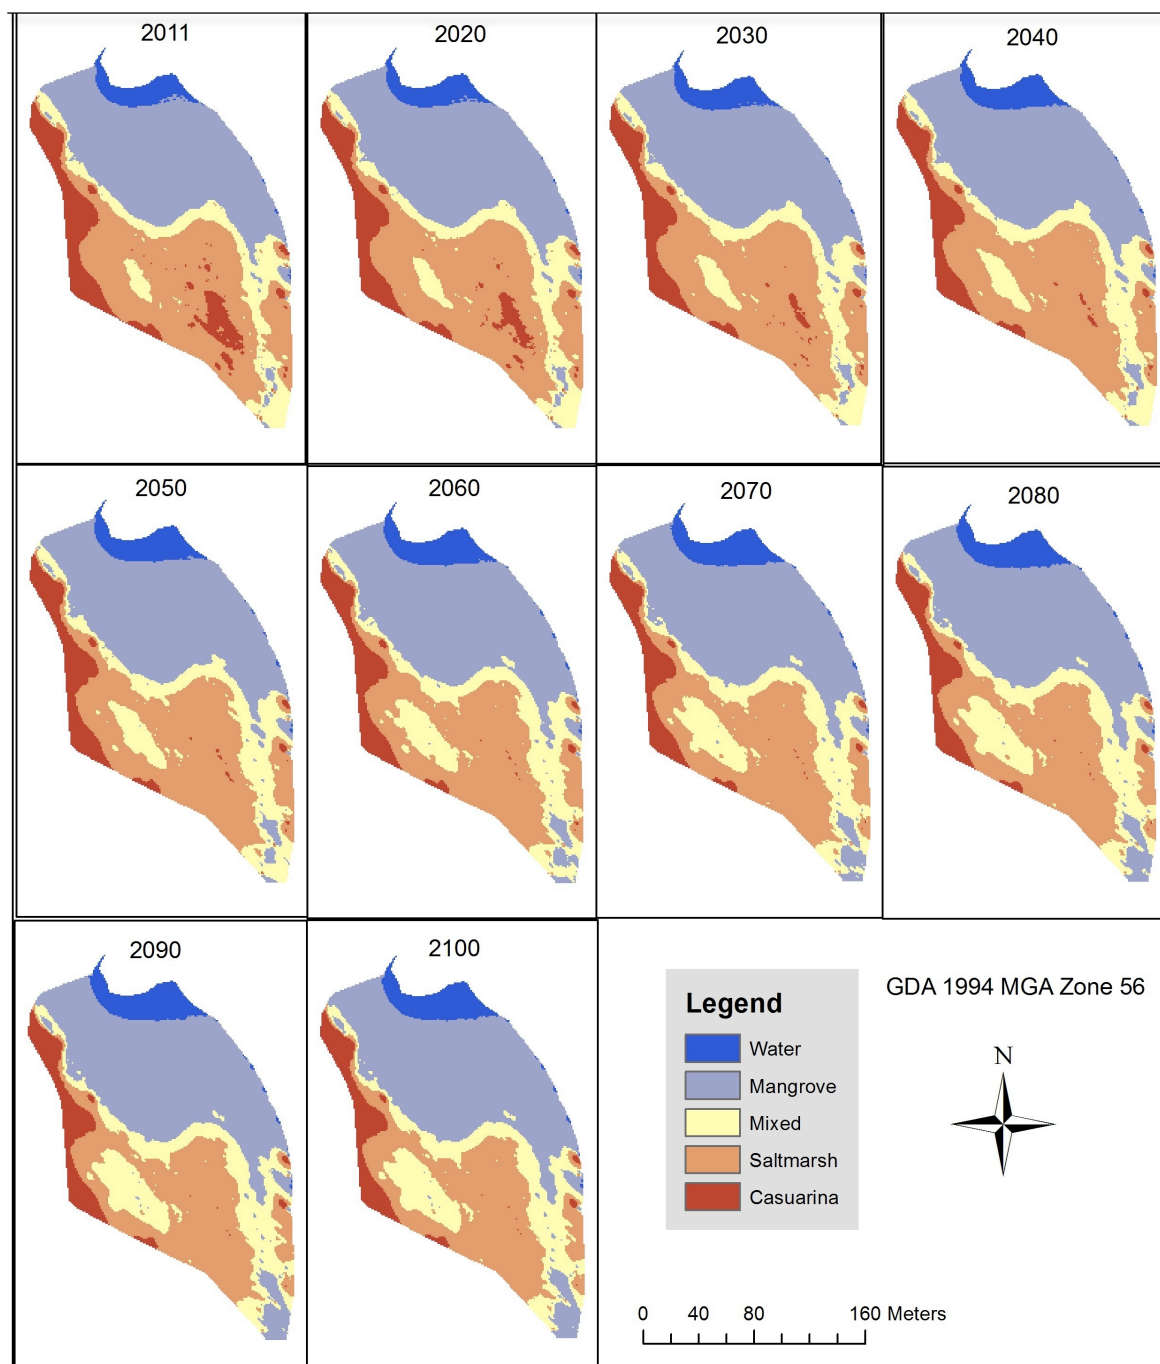 2011
2020
2030
2040
2050
2060
2070
2080
2090
2100
Legend
Water
Mangrove
Mixed
Saltmarsh
Casuarina
GDA 1994 MGA Zone 56
N
0 40 80 160 Meters